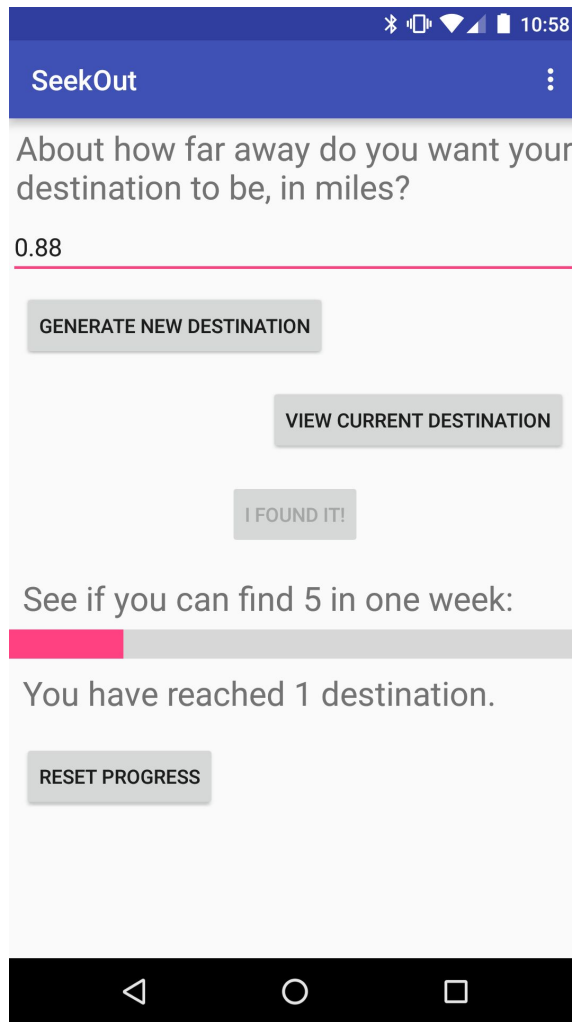 10:58
SeekOut
About how far away do you want your
destination to be, in miles?
0.88
GENERATE NEW DESTINATION
VIEW CURRENT DESTINATION
I FOUND IT!
See if you can find 5 in one week:
You have reached 1 destination.
RESET PROGRESS